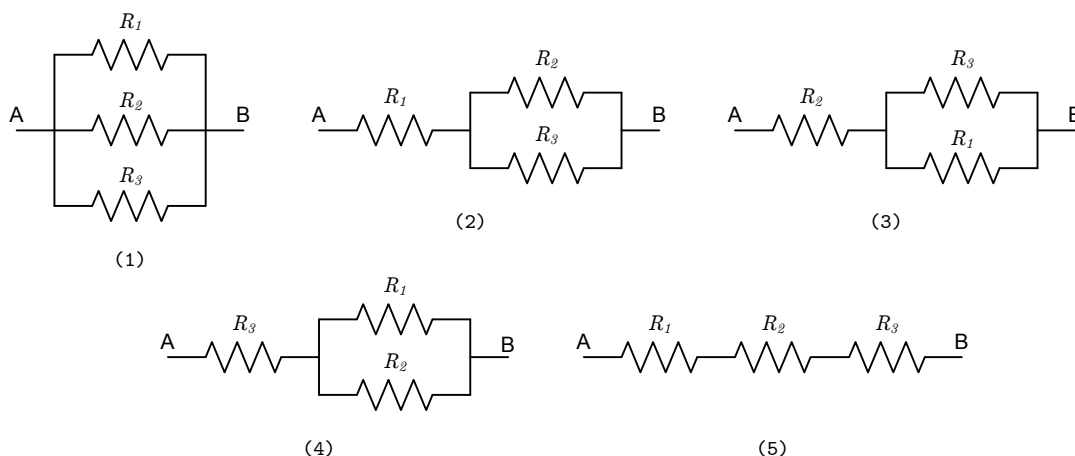 R₁
A
R₂
B
R₃
(1)
A
R₁
R₂
R₃
B
(2)
A
R₂
R₃
R₁
B
(3)
A
R₃
R₁
R₂
B
(4)
A
R₁
R₂
R₃
B
(5)